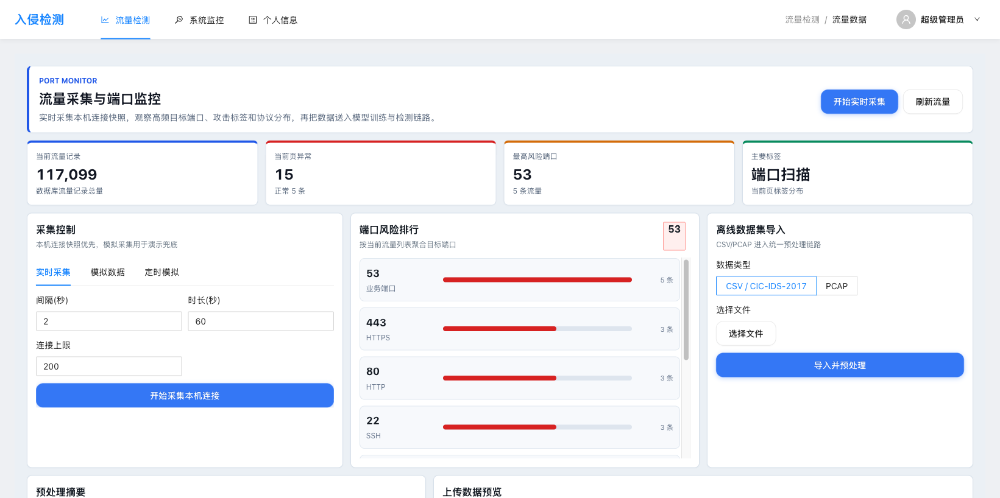 入侵检测
流量检测
系统监控
个人信息
流量检测 / 流量数据
超级管理员
PORT MONITOR
流量采集与端口监控
实时采集本机连接快照，观察高频目标端口、攻击标签和协议分布，再把数据送入模型训练与检测链路。
开始实时采集
刷新流量
当前流量记录
117,099
数据库流量记录总量
当前页异常
15
正常 5 条
最高风险端口
53
5 条流量
主要标签
端口扫描
当前页标签分布
采集控制
本机连接快照优先，模拟采集用于演示兜底
实时采集
模拟数据
定时模拟
间隔(秒)
时长(秒)
2
60
连接上限
200
开始采集本机连接
端口风险排行
按当前流量列表聚合目标端口
53
53
业务端口
5 条
443
HTTPS
3 条
80
HTTP
3 条
22
SSH
3 条
离线数据集导入
CSV/PCAP 进入统一预处理链路
数据类型
CSV / CIC-IDS-2017
PCAP
选择文件
选择文件
导入并预处理
预处理摘要
上传数据预览